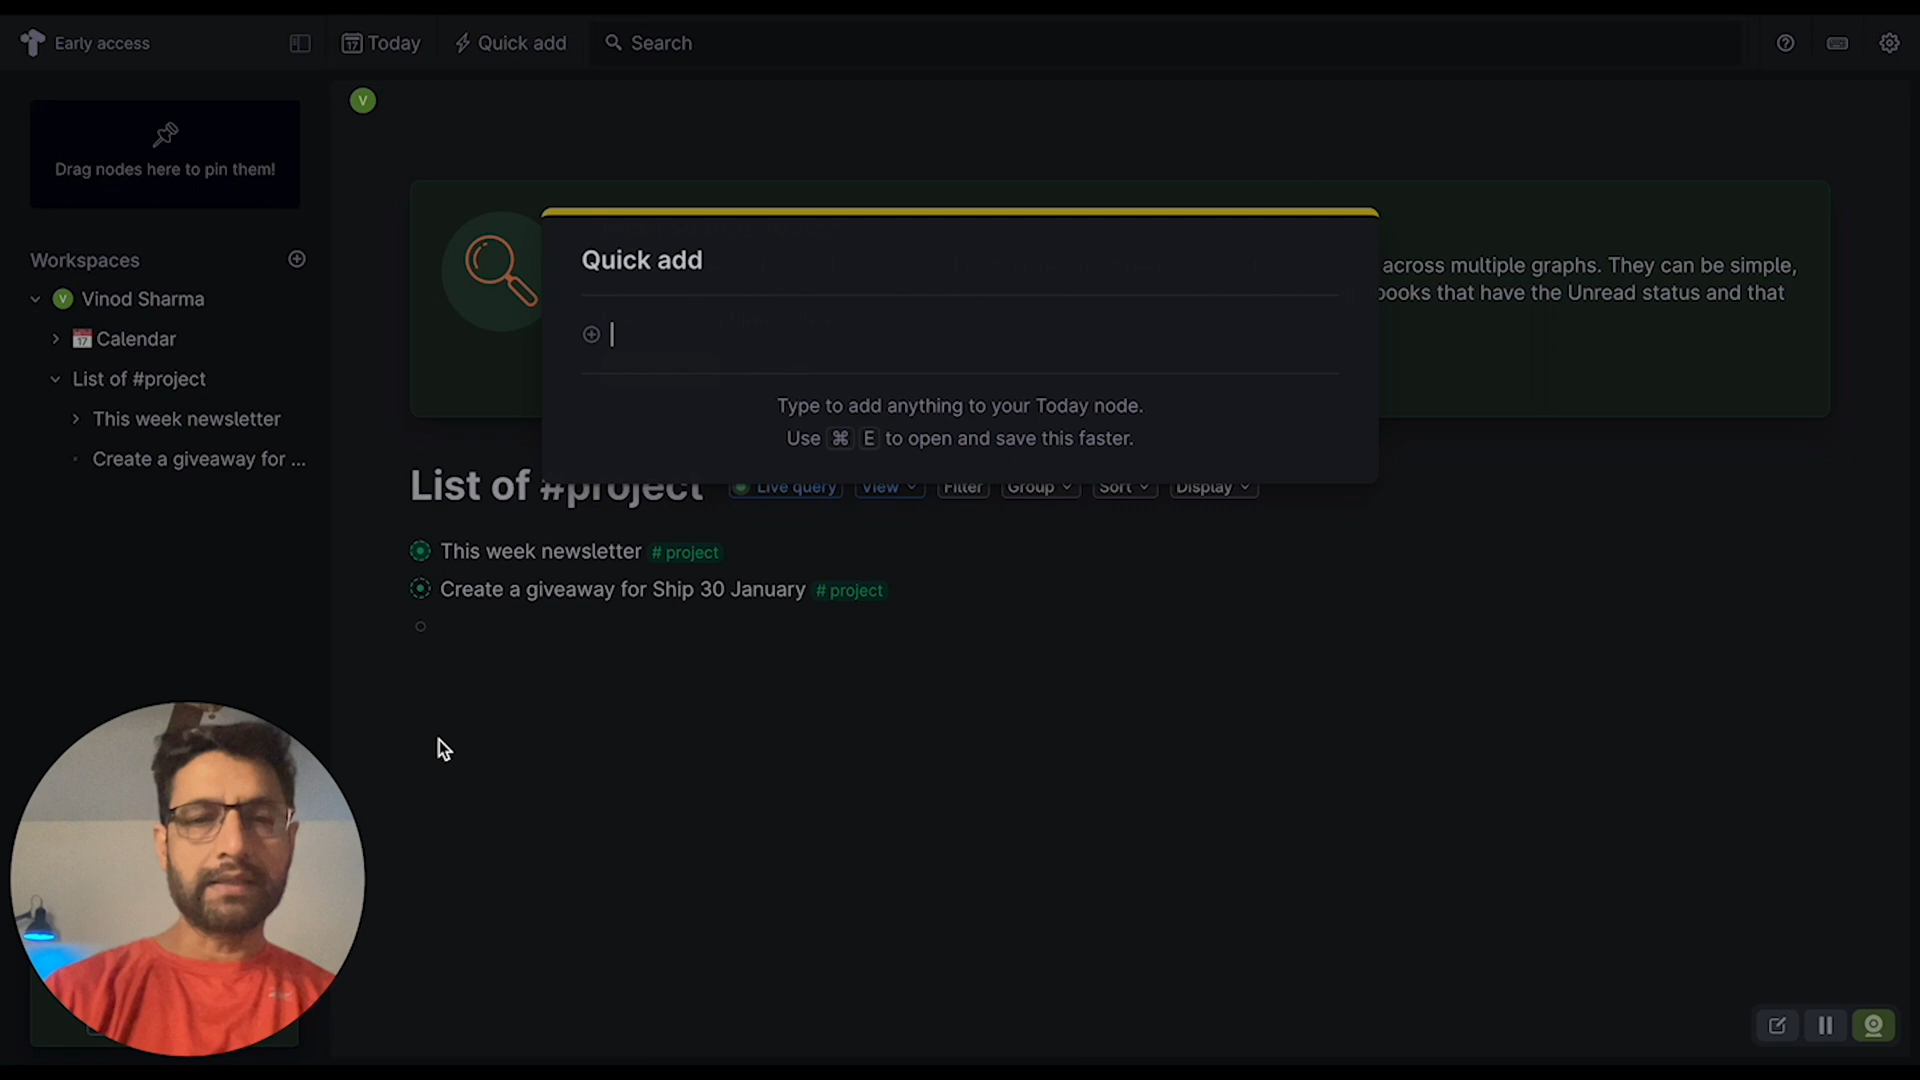 Early access
Today
Quick add
Search
V
Drag nodes here to pin them!
Workspaces
V Vinod Sharma
17 Calendar
List of #project
This week newsletter
Create a giveaway for ...
across multiple graphs. They can be simple,
books that have the Unread status and that
Quick add
Type to add anything to your Today node.
Use ⌘ E to open and save this faster.
List of #project
Live query
View
Filter
Group
Sort
Display
This week newsletter # project
Create a giveaway for Ship 30 January # project